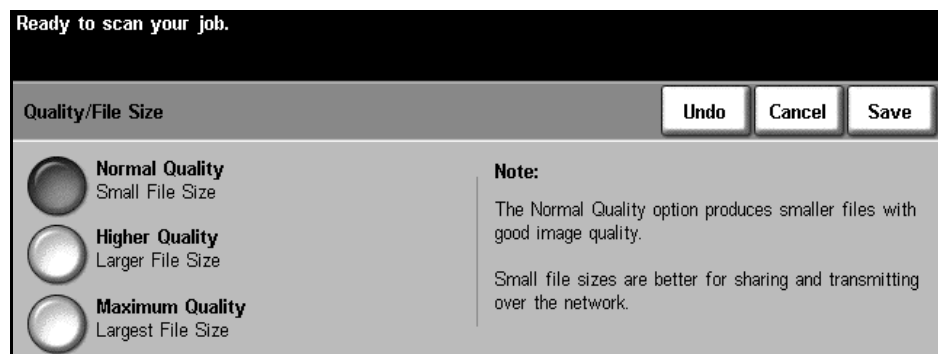 Ready to scan your job.
Quality/File Size
Undo
Cancel
Save
Normal Quality
Small File Size
Higher Quality
Larger File Size
Maximum Quality
Largest File Size
Note:
The Normal Quality option produces smaller files with
good image quality.
Small file sizes are better for sharing and transmitting
over the network.